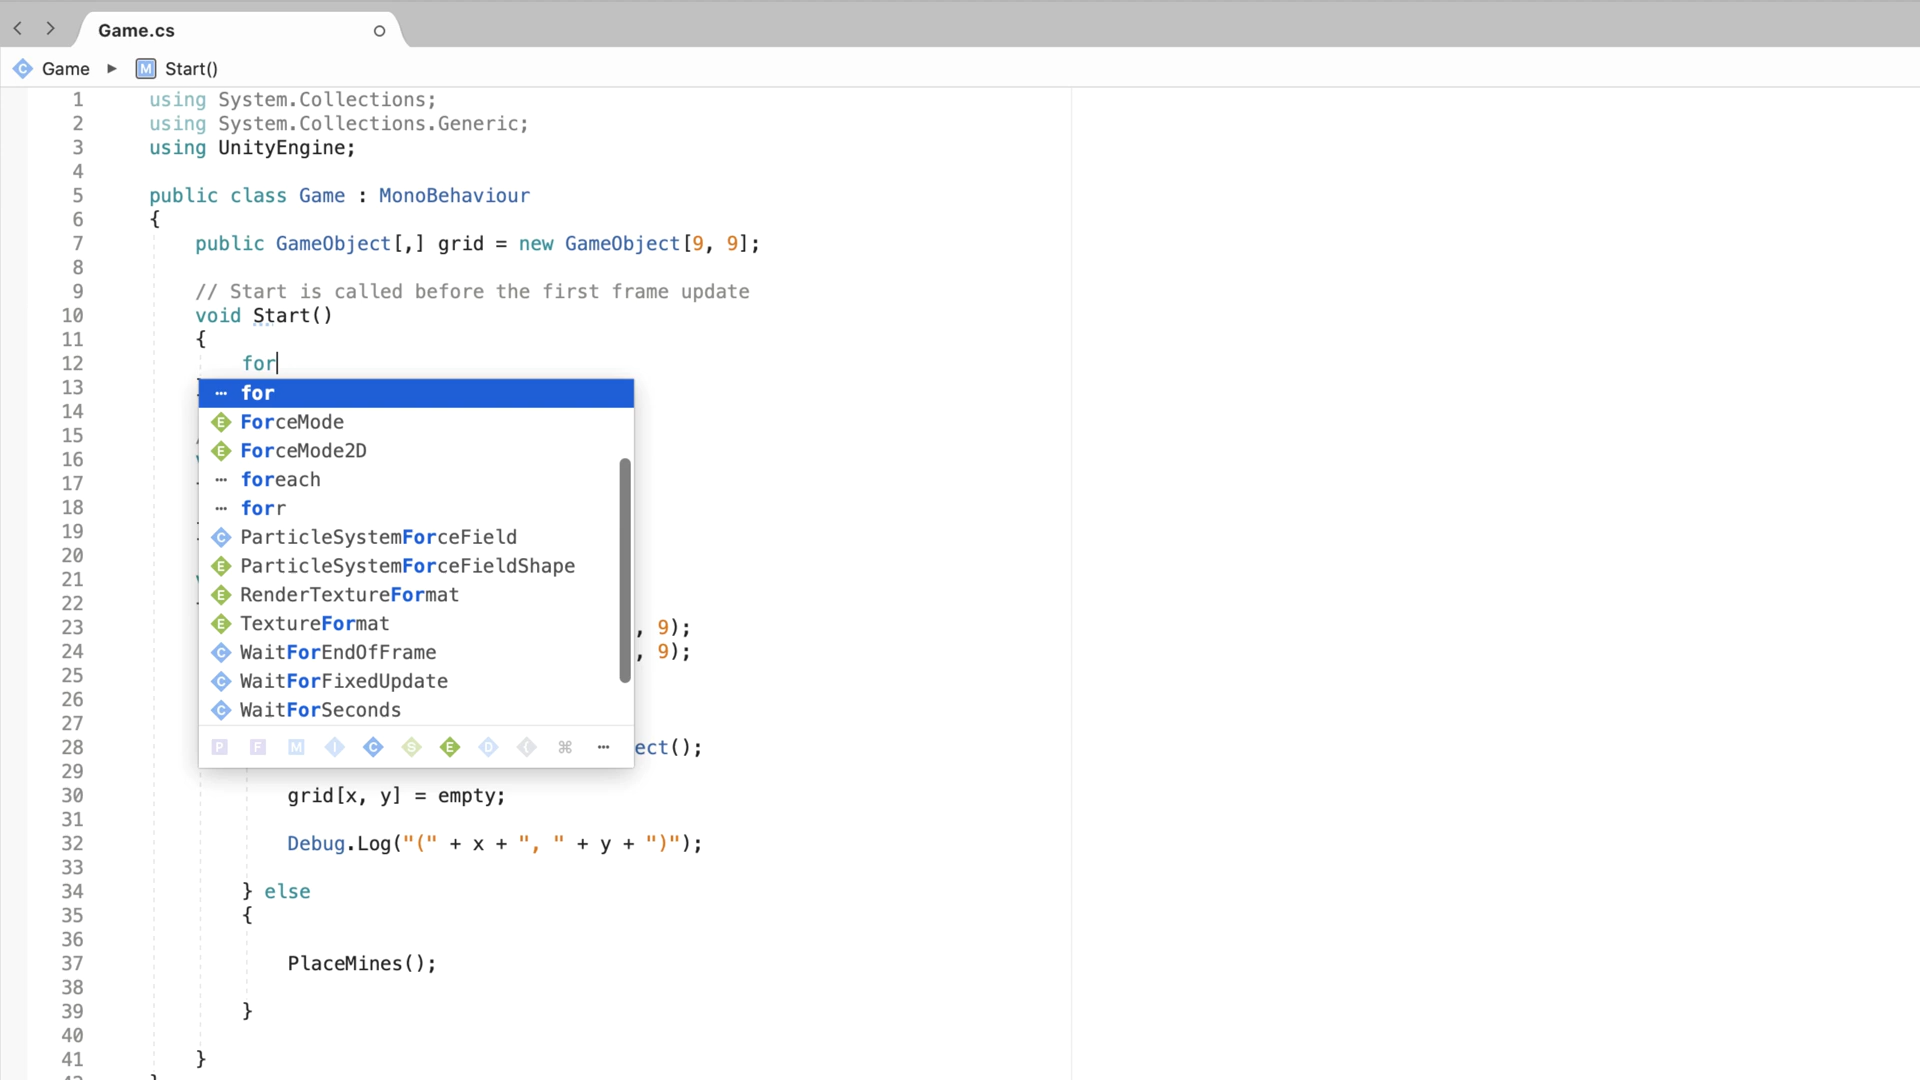 Game.cs
Game ▸ M Start()
1 using System.Collections;
2 using System.Collections.Generic;
3 using UnityEngine;
4
5 public class Game : MonoBehaviour
6 {
7 public GameObject[,] grid = new GameObject[9, 9];
8
9 // Start is called before the first frame update
10 void Start()
11 {
12 for
13
for
14
E ForceMode
15
E ForceMode2D
16
foreach
17
forr
18
C ParticleSystemForceField
19
E ParticleSystemForceFieldShape
20
E RenderTextureFormat
21
E TextureFormat
22
23 , 9);
C WaitForEndOfFrame
24 , 9);
C WaitForFixedUpdate
25
C WaitForSeconds
26
27
P F M I C S E D ( ⌘ ···
28 ect();
29
30 grid[x, y] = empty;
31
32 Debug.Log("(" + x + ", " + y + ")");
33
34 } else
35 {
36
37 PlaceMines();
38
39 }
40
41 }